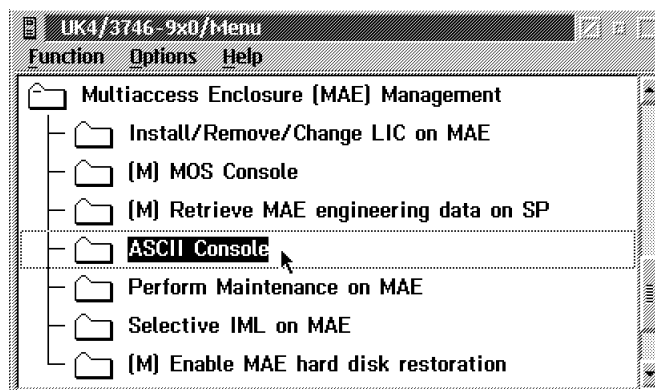 UK4/3746-9x0/Menu
Function Options Help
Multiaccess Enclosure (MAE) Management
Install/Remove/Change LIC on MAE
(M) MOS Console
(M) Retrieve MAE engineering data on SP
ASCII Console
Perform Maintenance on MAE
Selective IML on MAE
(M) Enable MAE hard disk restoration